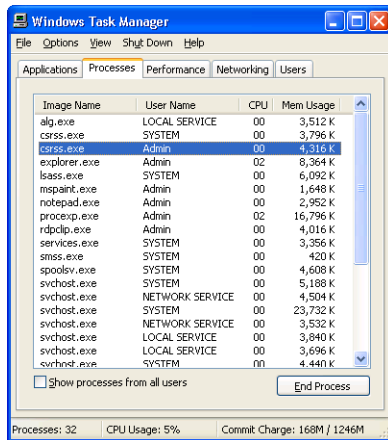 Windows Task Manager
File Options View Shut Down Help
Applications Processes Performance Networking Users
Image Name User Name CPU Mem Usage
alg.exe LOCAL SERVICE 00 3,512 K
csrss.exe SYSTEM 00 3,796 K
csrss.exe Admin 00 4,316 K
explorer.exe Admin 02 8,364 K
lsass.exe SYSTEM 00 6,092 K
mspaint.exe Admin 00 1,648 K
notepad.exe Admin 00 2,952 K
procexp.exe Admin 02 16,796 K
rdpclip.exe Admin 00 4,016 K
services.exe SYSTEM 00 3,356 K
smss.exe SYSTEM 00 420 K
spoolsv.exe SYSTEM 00 4,608 K
svchost.exe SYSTEM 00 5,188 K
svchost.exe NETWORK SERVICE 00 4,504 K
svchost.exe SYSTEM 00 23,732 K
svchost.exe NETWORK SERVICE 00 3,532 K
svchost.exe LOCAL SERVICE 00 3,840 K
svchost.exe LOCAL SERVICE 00 3,696 K
svchost.exe SYSTEM 00 4,440 K
Show processes from all users End Process
Processes: 32 CPU Usage: 5% Commit Charge: 168M / 1246M